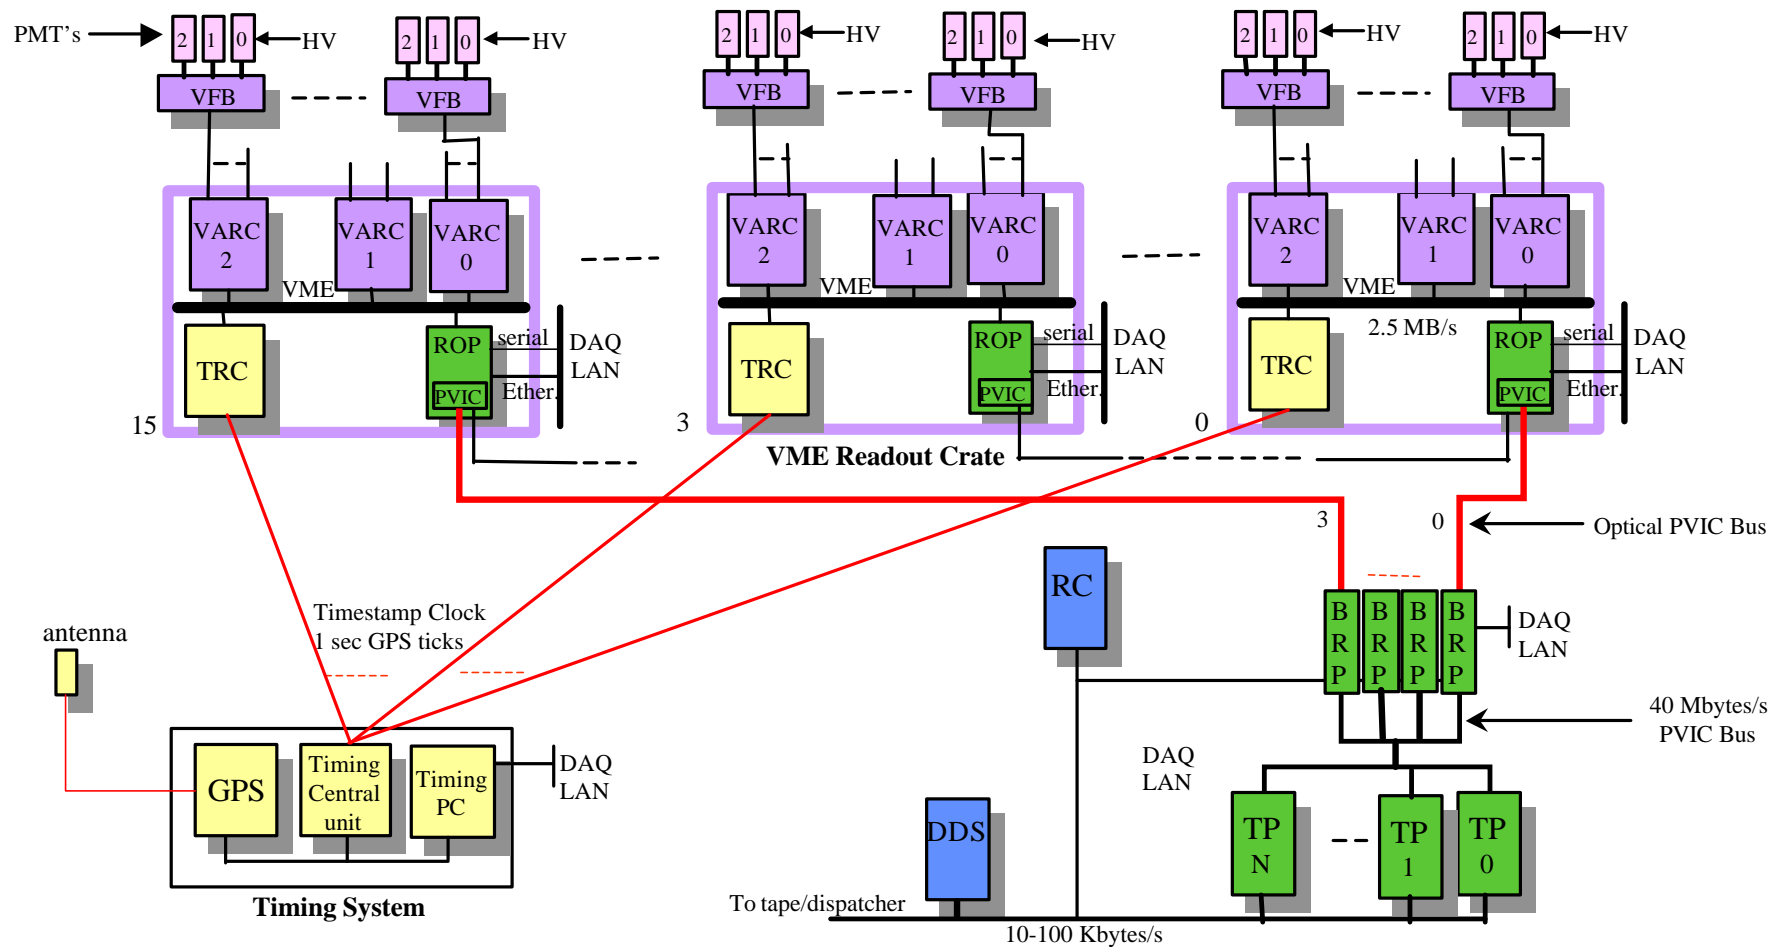 PMT's
2 1 0
HV
2 1 0
HV
2 1 0
HV
2 1 0
HV
2 1 0
HV
2 1 0
HV
VFB
VFB
VFB
VFB
VFB
VFB
VARC
2
VARC
1
VARC
0
VARC
2
VARC
1
VARC
0
VARC
2
VARC
1
VARC
0
VME
VME
VME
2.5 MB/s
TRC
ROP
PVIC
serial
Ether.
DAQ
LAN
TRC
ROP
PVIC
serial
Ether.
DAQ
LAN
TRC
ROP
PVIC
serial
Ether.
DAQ
LAN
15
3
0
VME Readout Crate
3
0
Optical PVIC Bus
RC
Timestamp Clock
1 sec GPS ticks
antenna
B
R
P
B
R
P
B
R
P
B
R
P
DAQ
LAN
40 Mbytes/s
PVIC Bus
GPS
Timing
Central
unit
Timing
PC
DAQ
LAN
Timing System
DAQ
LAN
DDS
TP
N
TP
1
TP
0
To tape/dispatcher
10-100 Kbytes/s